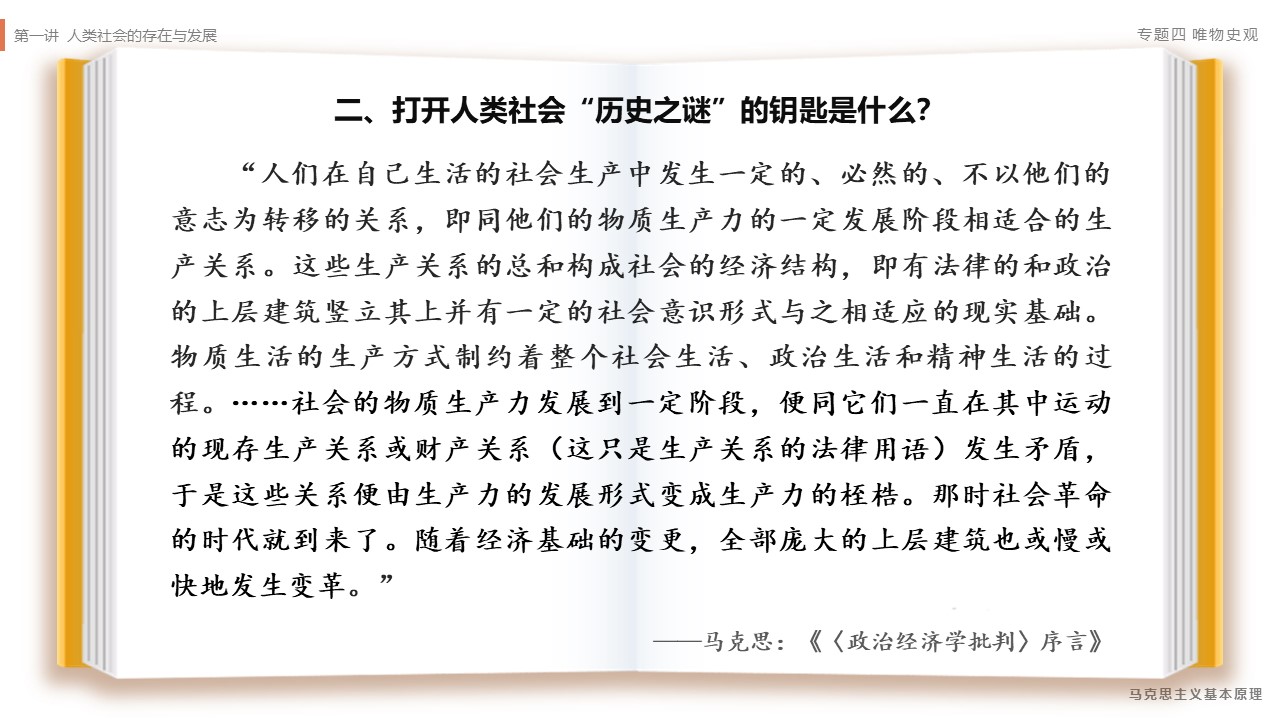 第一讲 人类社会的存在与发展
专题四 唯物史观
二、打开人类社会“历史之谜”的钥匙是什么？
“人们在自己生活的社会生产中发生一定的、必然的、不以他们的
意志为转移的关系，即同他们的物质生产力的一定发展阶段相适合的生
产关系。这些生产关系的总和构成社会的经济结构，即有法律的和政治
的上层建筑竖立其上并有一定的社会意识形式与之相适应的现实基础。
物质生活的生产方式制约着整个社会生活、政治生活和精神生活的过
程。……社会的物质生产力发展到一定阶段，便同它们一直在其中运动
的现存生产关系或财产关系（这只是生产关系的法律用语）发生矛盾，
于是这些关系便由生产力的发展形式变成生产力的桎梏。那时社会革命
的时代就到来了。随着经济基础的变更，全部庞大的上层建筑也或慢或
快地发生变革。”
——马克思：《〈政治经济学批判〉序言》
马克思主义基本原理